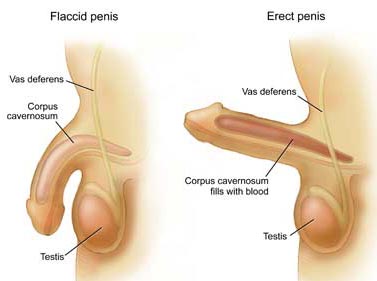 Flaccid penis
Erect penis
Vas deferens
Corpus
cavernosum
Testis
Vas deferens
Corpus cavernosum
fills with blood
Testis